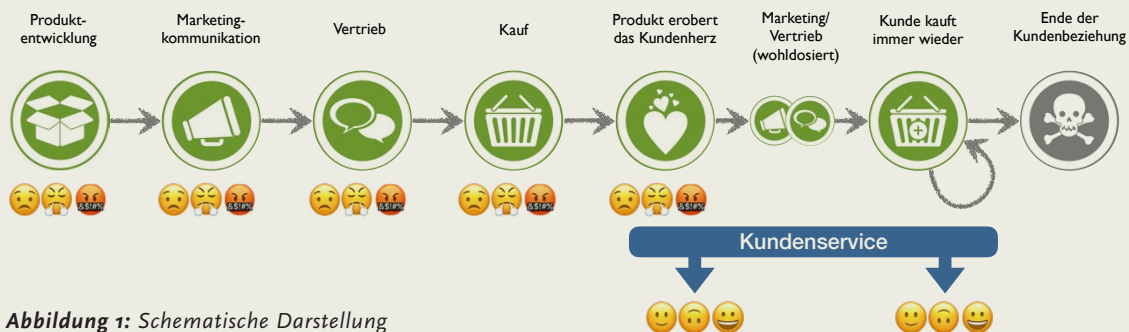 Produkt-
entwicklung
Marketing-
kommunikation
Vertrieb
Kauf
Produkt erobert
das Kundenherz
Marketing/
Vertrieb
(wohldosiert)
Kunde kauft
immer wieder
Ende der
Kundenbeziehung
&$!#%
&$!#%
&$!#%
&$!#%
&$!#%
Kundenservice
Abbildung 1: Schematische Darstellung